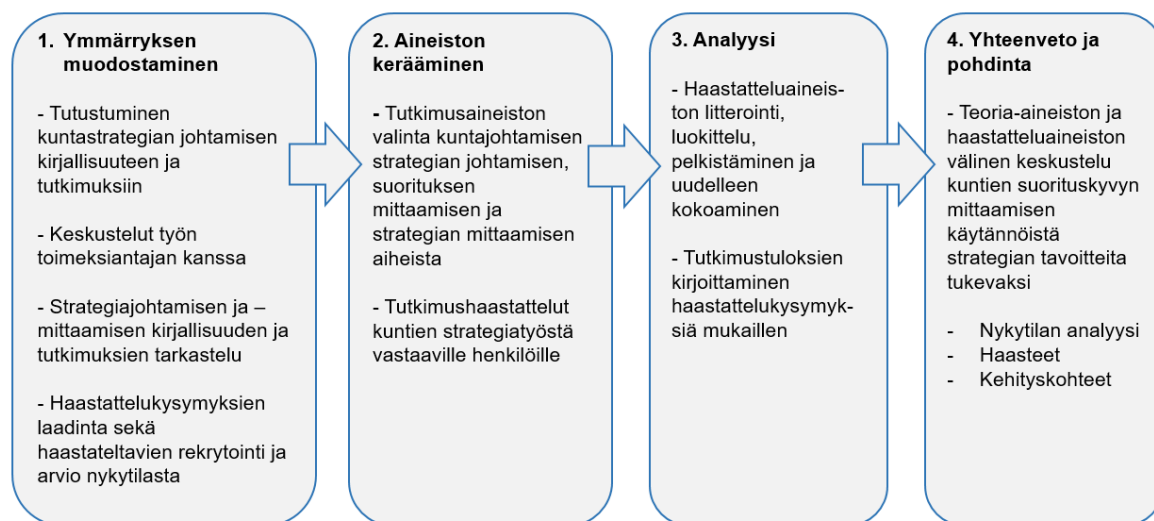 1. Ymmärryksen
muodostaminen
- Tutustuminen
kuntastrategian johtamisen
kirjallisuuteen ja
tutkimuksiin
- Keskustelut työn
toimeksiantajan kanssa
- Strategiajohtamisen ja –
mittaamisen kirjallisuuden ja
tutkimuksien tarkastelu
- Haastattelukysymyksien
laadinta sekä
haastateltavien rekrytointi ja
arvio nykytilasta
2. Aineiston
kerääminen
- Tutkimusaineiston
valinta kuntajohtamisen
strategian johtamisen,
suorituksen
mittaamisen ja
strategian mittaamisen
aiheista
- Tutkimushaastattelut
kuntien strategiatyöstä
vastaaville henkilöille
3. Analyysi
- Haastatteluaineis-
ton litterointi,
luokittelu,
pelkistäminen ja
uudelleen
kokoaminen
- Tutkimustuloksien
kirjoittaminen
haastattelukysymyk-
siä mukaillen
4. Yhteenveto ja
pohdinta
- Teoria-aineiston ja
haastatteluaineiston
välinen keskustelu
kuntien suorituskyvyn
mittaamisen
käytännöistä
strategian tavoitteita
tukevaksi
- Nykytilan analyysi
- Haasteet
- Kehityskohteet